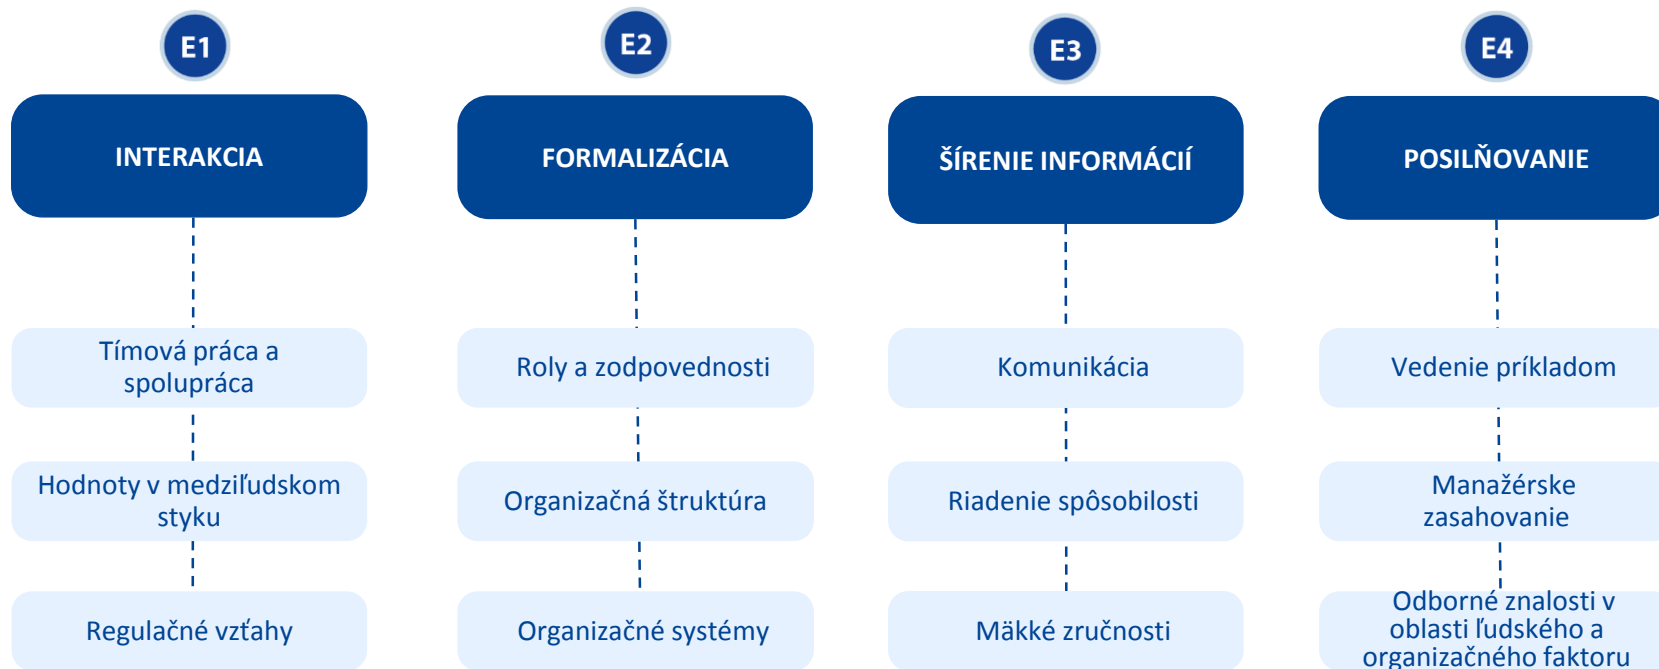 E1
INTERAKCIA
Tímová práca a
spolupráca
Hodnoty v medziľudskom
styku
Regulačné vzťahy
E2
FORMALIZÁCIA
Roly a zodpovednosti
Organizačná štruktúra
Organizačné systémy
E3
ŠÍRENIE INFORMÁCIÍ
Komunikácia
Riadenie spôsobilosti
Mäkké zručnosti
E4
POSILŇOVANIE
Vedenie príkladom
Manažérske
zasahovanie
Odborné znalosti v
oblasti ľudského a
organizačného faktoru